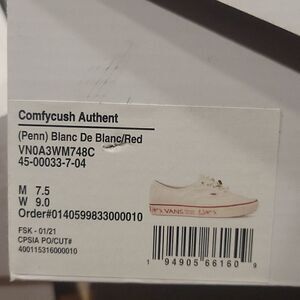 Comfycush Authent
(Penn) Blanc De Blanc/Red
VN0A3WM748C
45-00033-7-04
M 7.5
W 9.0
Order#0140599833000010
FSK - 01/21
CPSIA PO/CUT#
400115316000010
VANS
1 94905 66160 9